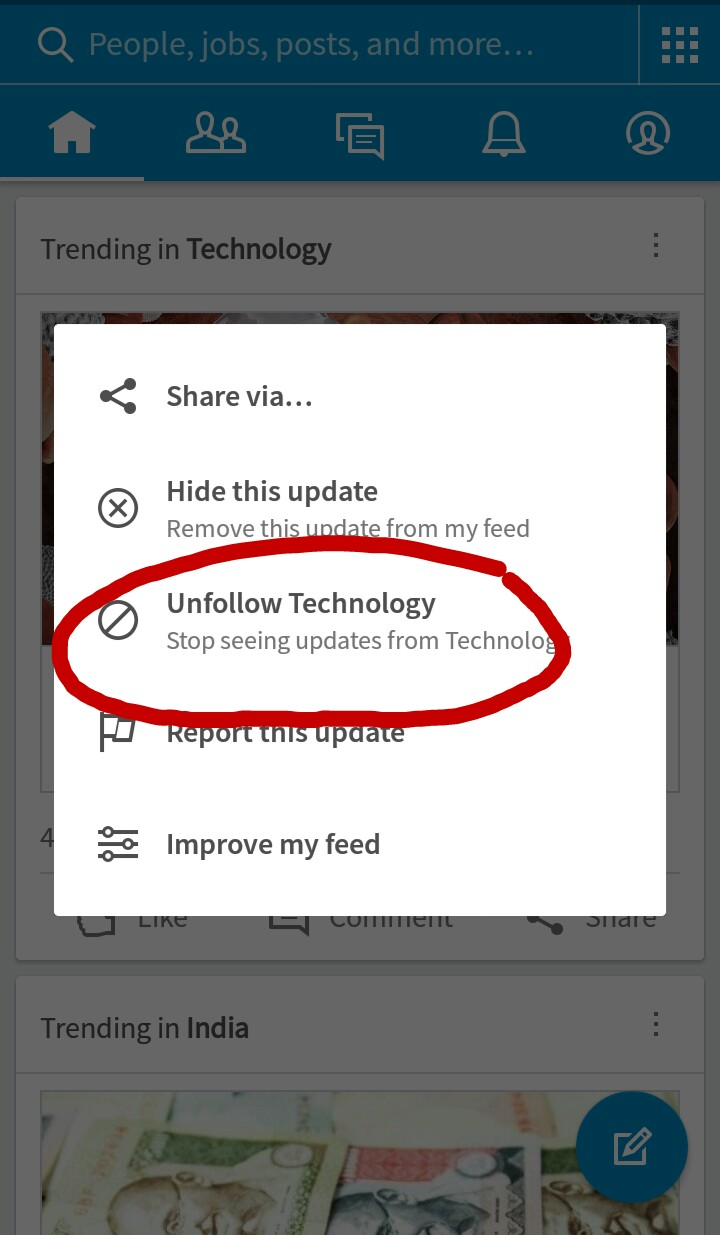 People, jobs, posts, and more...
Trending in Technology
Share via...
Hide this update
Remove this update from my feed
Unfollow Technology
Stop seeing updates from Technology
Report this update
4
Improve my feed
Like Comment Share
Trending in India